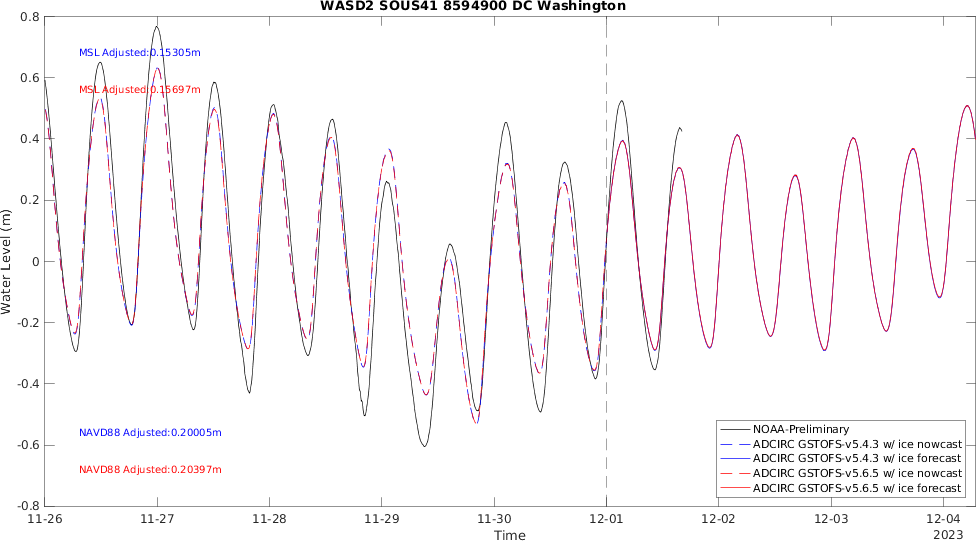 WASD2 SOUS41 8594900 DC Washington
0.8
0.6
0.4
0.2
0
-0.2
-0.4
-0.6
-0.8
Water Level (m)
MSL Adjusted:0.15305m
MSL Adjusted:0.15697m
NAVD88 Adjusted:0.20005m
NAVD88 Adjusted:0.20397m
NOAA-Preliminary
ADCIRC GSTOFS-v5.4.3 w/ ice nowcast
ADCIRC GSTOFS-v5.4.3 w/ ice forecast
ADCIRC GSTOFS-v5.6.5 w/ ice nowcast
ADCIRC GSTOFS-v5.6.5 w/ ice forecast
11-26 11-27 11-28 11-29 11-30 12-01 12-02 12-03 12-04
Time
2023